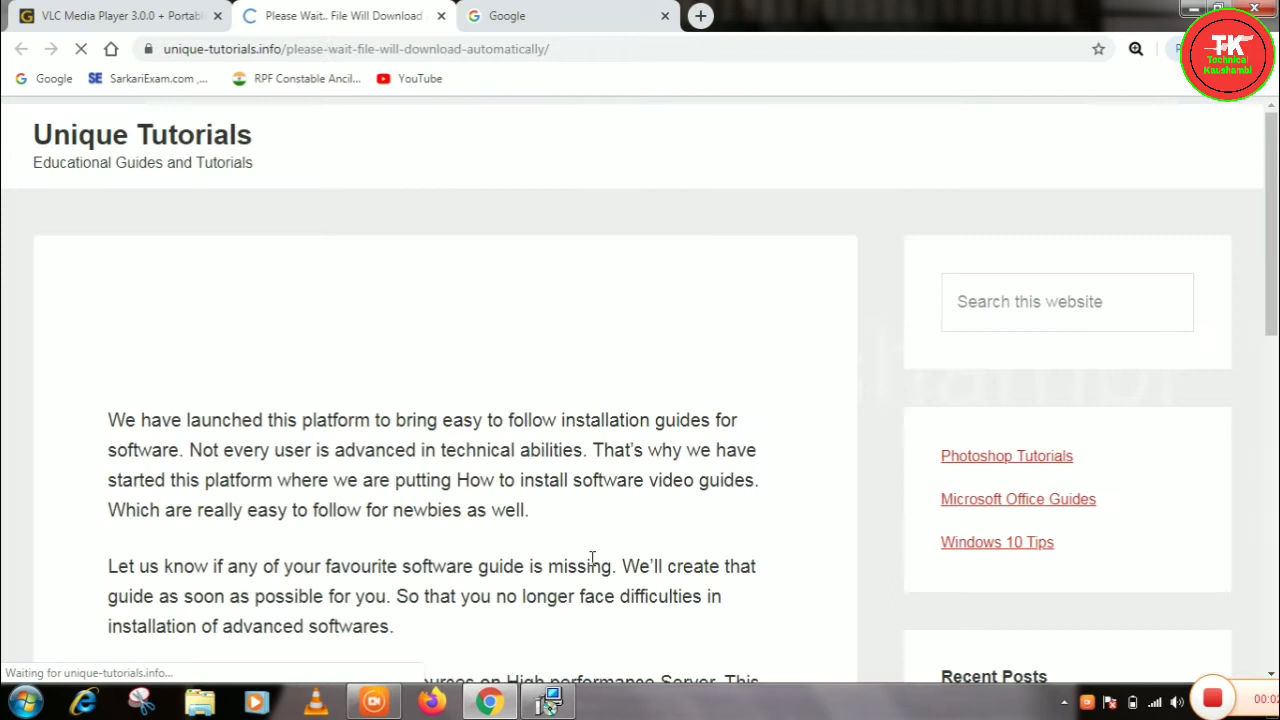 VLC Media Player 3.0.0 + Portabl
Please Wait.. File Will Download
Google
unique-tutorials.info/please-wait-file-will-download-automatically/
Google
SarkariExam.com ,...
RPF Constable Ancil...
YouTube
TK
Technical
Kaushambi
Unique Tutorials
Educational Guides and Tutorials
Search this website
We have launched this platform to bring easy to follow installation guides for
software. Not every user is advanced in technical abilities. That's why we have
started this platform where we are putting How to install software video guides.
Which are really easy to follow for newbies as well.
Photoshop Tutorials
Microsoft Office Guides
Windows 10 Tips
Let us know if any of your favourite software guide is missing. We'll create that
guide as soon as possible for you. So that you no longer face difficulties in
installation of advanced softwares.
on High performance Server. This
Recent Posts
Waiting for unique-tutorials.info...